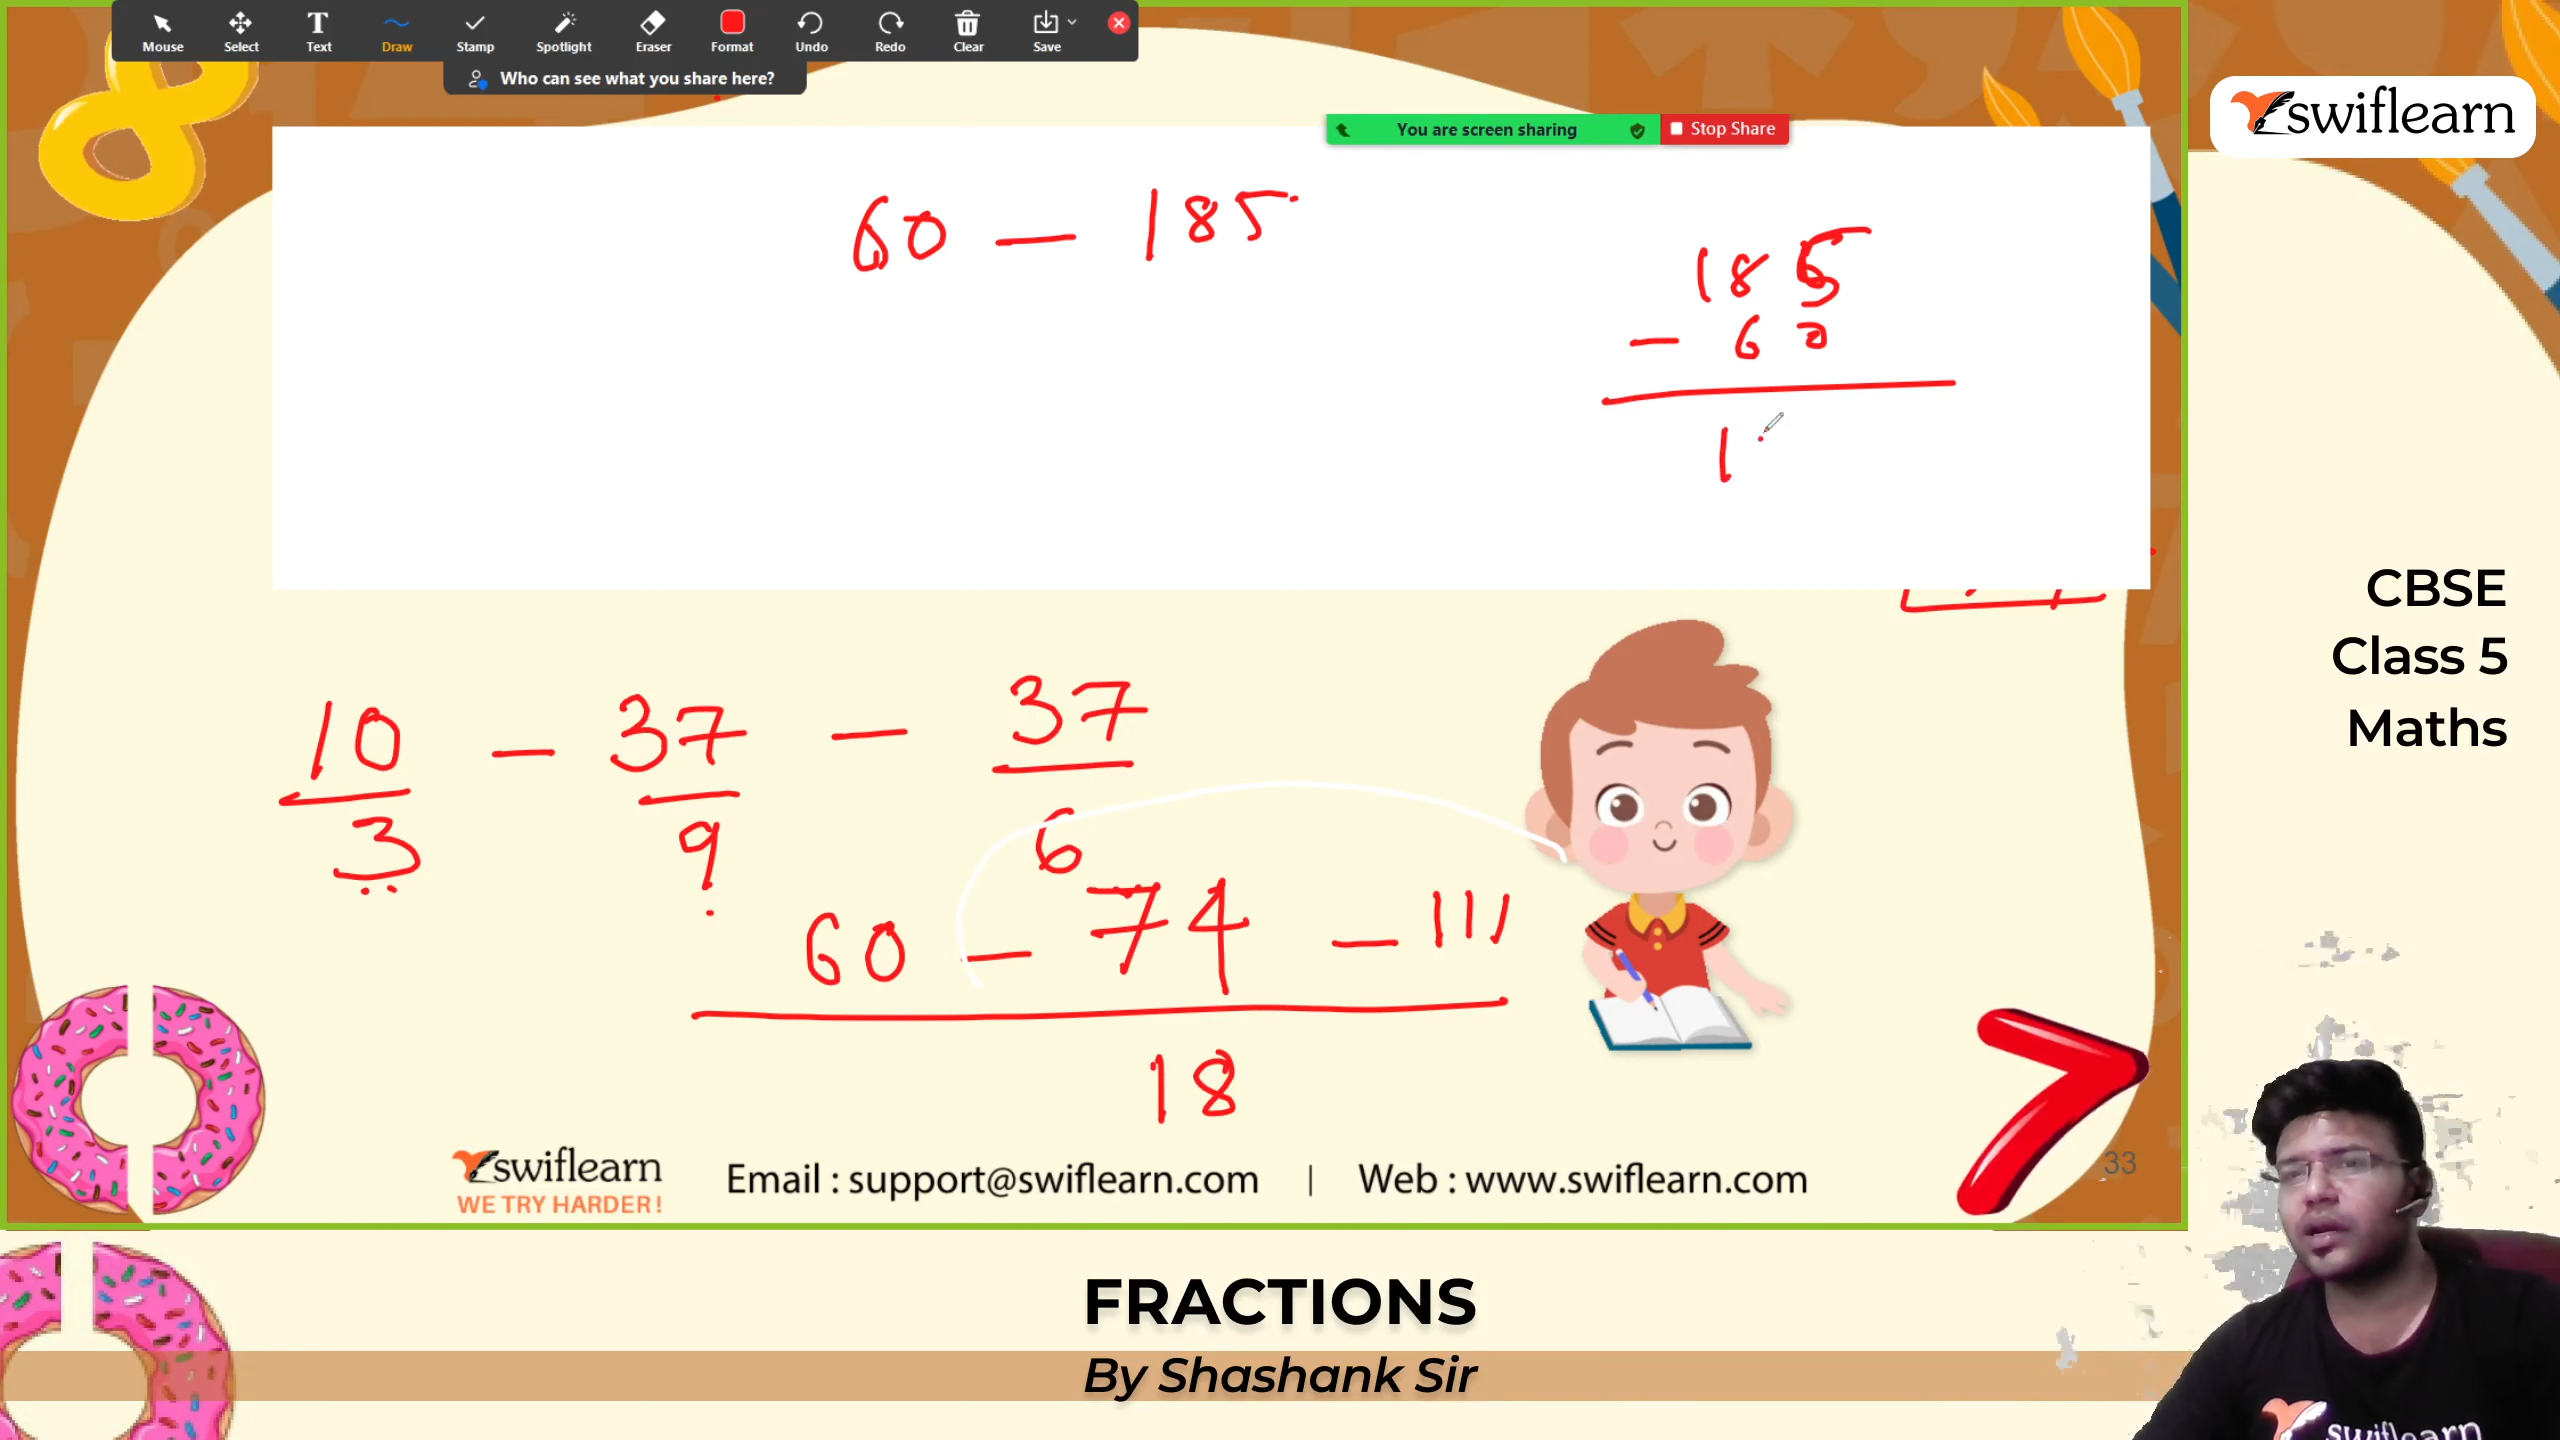 Mouse Select Text Draw Stamp Spotlight Eraser Format Undo Redo Clear Save
Who can see what you share here?
You are screen sharing Stop Share
swiflearn
60 — 185
185
— 60
1
CBSE
Class 5
Maths
10 — 37 — 37
3 9 6
60 — 74 — 111
18
swiflearn
WE TRY HARDER !
Email : support@swiflearn.com | Web : www.swiflearn.com
33
FRACTIONS
By Shashank Sir
swiflearn